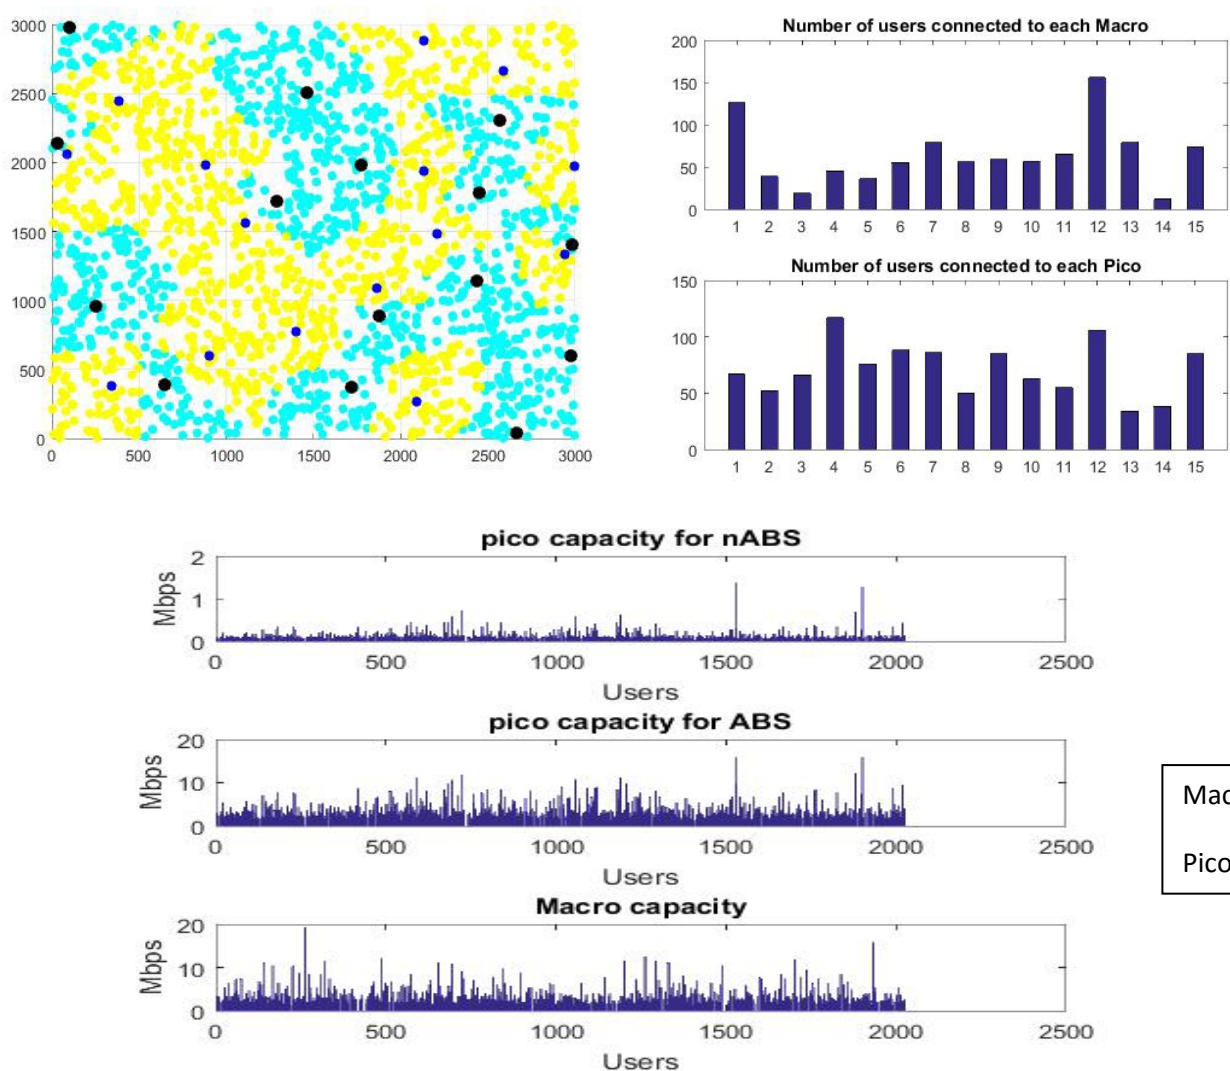 3000
2500
2000
1500
1000
500
0
0 500 1000 1500 2000 2500 3000
Number of users connected to each Macro
200
150
100
50
0
1 2 3 4 5 6 7 8 9 10 11 12 13 14 15
Number of users connected to each Pico
150
100
50
0
1 2 3 4 5 6 7 8 9 10 11 12 13 14 15
pico capacity for nABS
Mbps
2
1
0
0 500 1000 1500 2000 2500
Users
pico capacity for ABS
Mbps
20
10
0
0 500 1000 1500 2000 2500
Users
Macro capacity
Mbps
20
10
0
0 500 1000 1500 2000 2500
Users
Mac
Pico